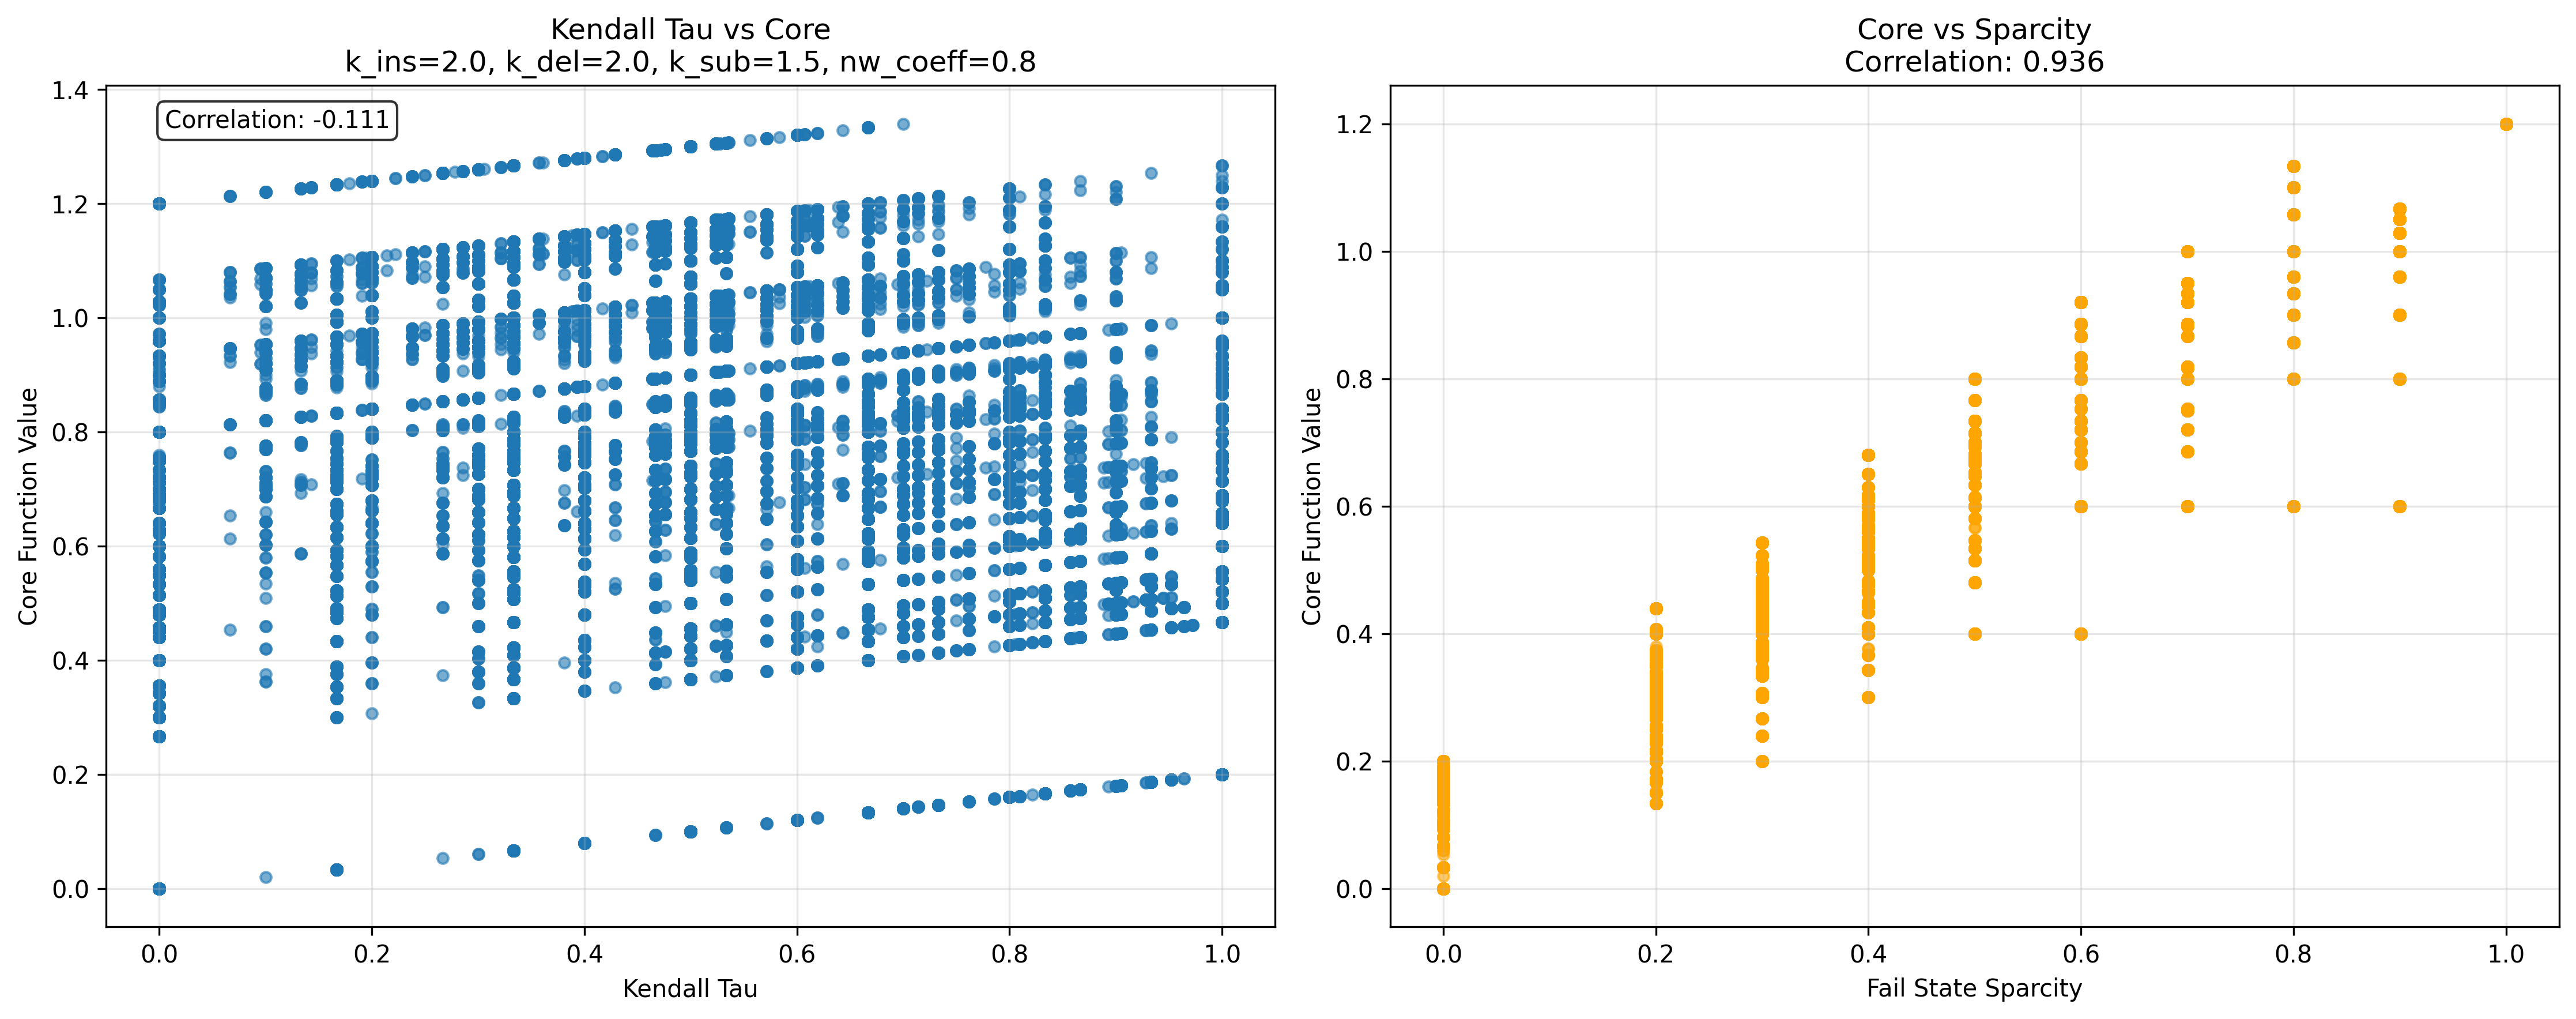 Kendall Tau vs Core
k_ins=2.0, k_del=2.0, k_sub=1.5, nw_coeff=0.8
Correlation: -0.111
Core Function Value
1.4
1.2
1.0
0.8
0.6
0.4
0.2
0.0
0.0 0.2 0.4 0.6 0.8 1.0
Kendall Tau
Core vs Sparcity
Correlation: 0.936
Core Function Value
1.2
1.0
0.8
0.6
0.4
0.2
0.0
0.0 0.2 0.4 0.6 0.8 1.0
Fail State Sparcity